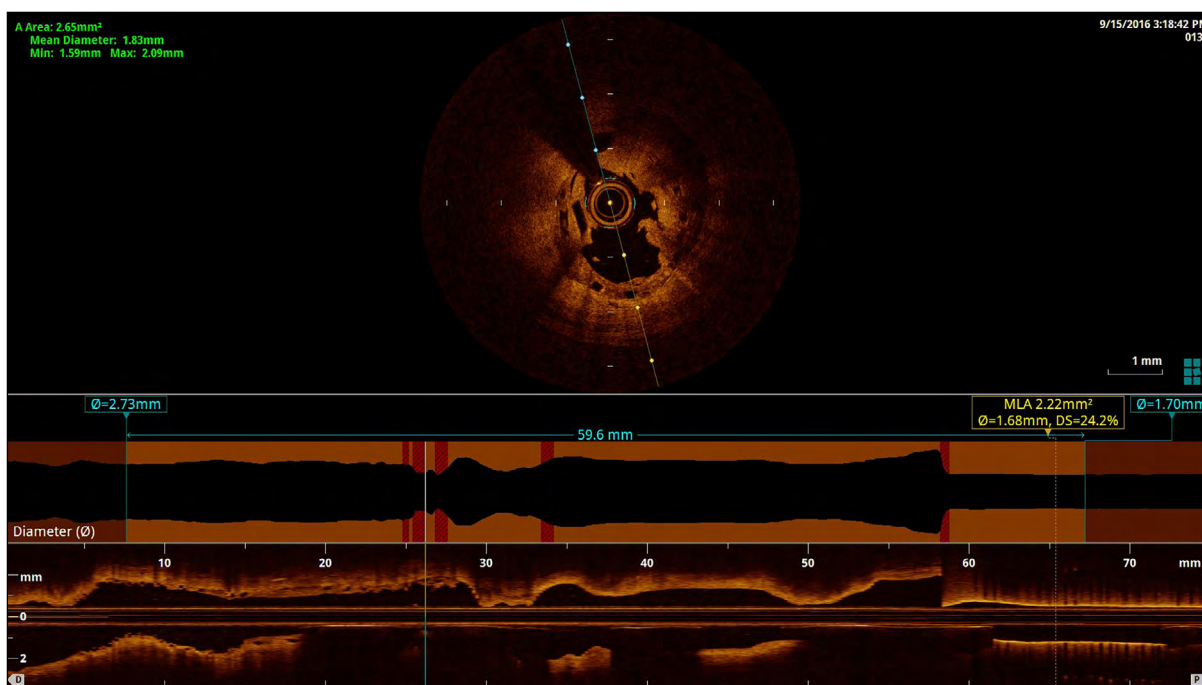 A Area: 2.65mm²
Mean Diameter: 1.83mm
Min: 1.59mm Max: 2.09mm
9/15/2016 3:18:42 PM
013
1 mm
Ø=2.73mm
MLA 2.22mm²
Ø=1.68mm, DS=24.2%
Ø=1.70mm
59.6 mm
Diameter (Ø)
10 20 30 40 50 60 70 mm
mm
0
2
D P